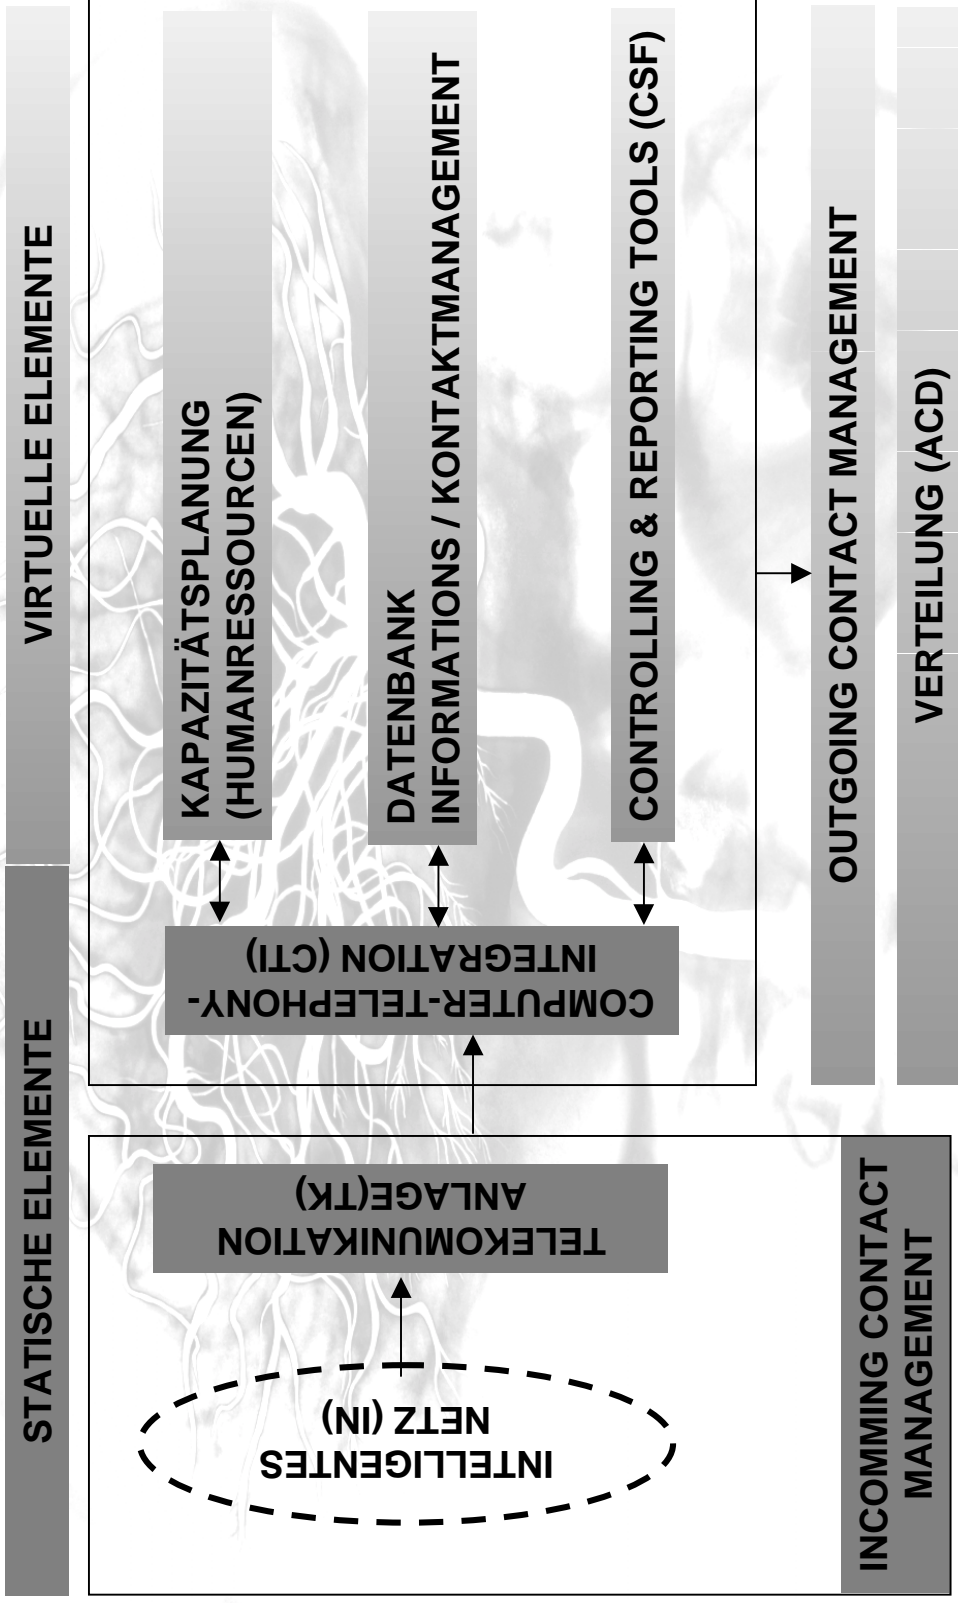 STATISCHE ELEMENTE
VIRTUELLE ELEMENTE
INTELLIGENTES
NETZ (IN)
TELEKOMUNIKATION
ANLAGE(TK)
COMPUTER-TELEPHONY-
INTEGRATION (CTI)
KAPAZITÄTSPLANUNG
(HUMANRESSOURCEN)
DATENBANK
INFORMATIONS / KONTAKTMANAGEMENT
CONTROLLING & REPORTING TOOLS (CSF)
INCOMMING CONTACT
MANAGEMENT
OUTGOING CONTACT MANAGEMENT
VERTEILUNG (ACD)